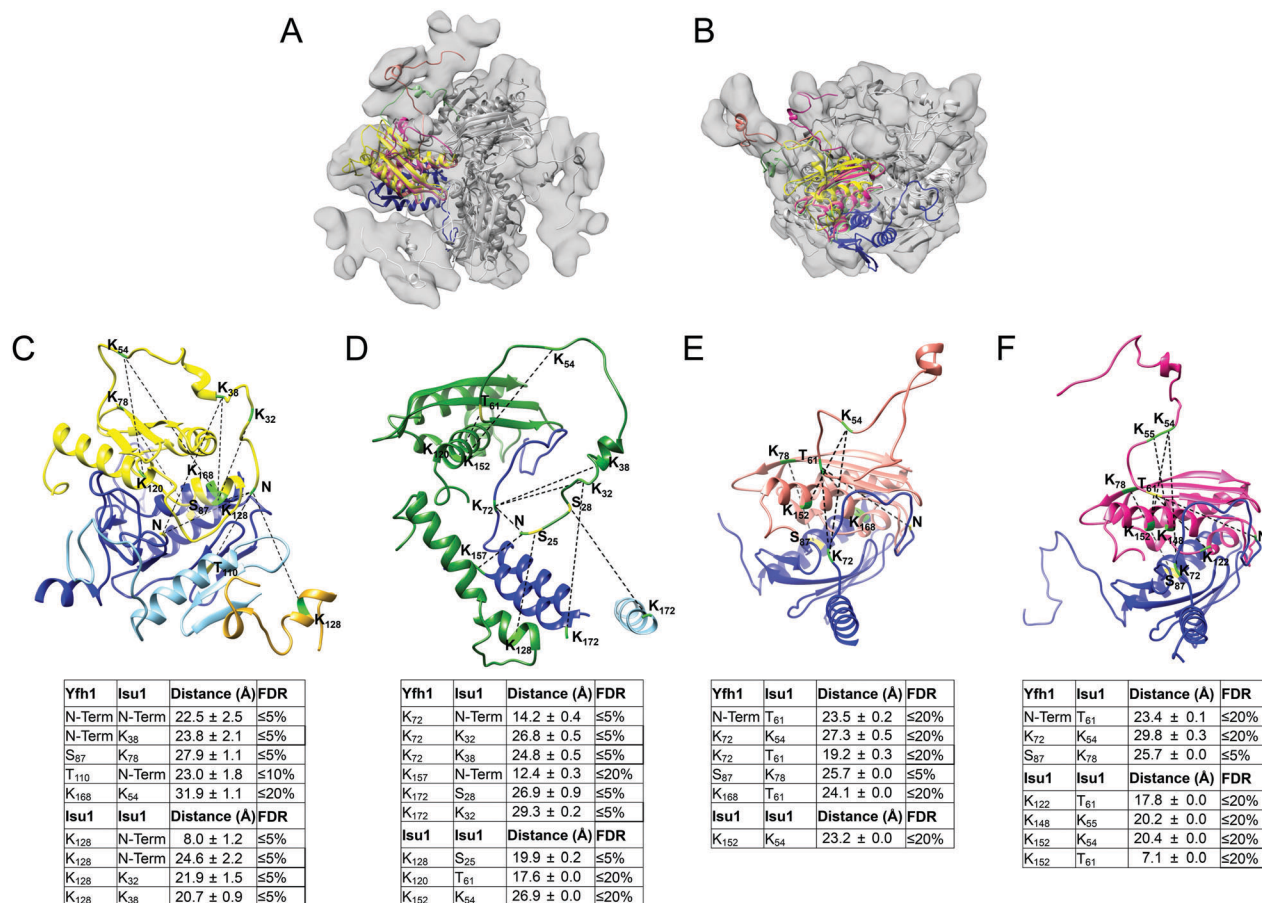 A
B
C
K54
K38
K32
K78
K120
K168
S87
K128
N
N
T110
K128
D
K54
T61
K120
K152
K38
K32
S28
K72
N
S25
K157
K172
K128
K172
E
K54
K78
T61
K152
K168
N
S87
K72
F
K54
K55
K78
T61
K152
K148
N
K122
K72
S87
Yfh1 Isu1 Distance (Å) FDR
N-Term N-Term 22.5 ± 2.5 ≤5%
N-Term K38 23.8 ± 2.1 ≤5%
S87 K78 27.9 ± 1.1 ≤5%
T110 N-Term 23.0 ± 1.8 ≤10%
K168 K54 31.9 ± 1.1 ≤20%
Isu1 Isu1 Distance (Å) FDR
K128 N-Term 8.0 ± 1.2 ≤5%
K128 N-Term 24.6 ± 2.2 ≤5%
K128 K32 21.9 ± 1.5 ≤5%
K128 K38 20.7 ± 0.9 ≤5%
Yfh1 Isu1 Distance (Å) FDR
K72 N-Term 14.2 ± 0.4 ≤5%
K72 K32 26.8 ± 0.5 ≤5%
K72 K38 24.8 ± 0.5 ≤5%
K157 N-Term 12.4 ± 0.3 ≤20%
K172 S28 26.9 ± 0.9 ≤5%
K172 K32 29.3 ± 0.2 ≤5%
Isu1 Isu1 Distance (Å) FDR
K128 S25 19.9 ± 0.2 ≤5%
K120 T61 17.6 ± 0.0 ≤20%
K152 K54 26.9 ± 0.0 ≤20%
Yfh1 Isu1 Distance (Å) FDR
N-Term T61 23.5 ± 0.2 ≤20%
K72 K54 27.3 ± 0.5 ≤20%
K72 T61 19.2 ± 0.3 ≤20%
S87 K78 25.7 ± 0.0 ≤5%
K168 T61 24.1 ± 0.0 ≤20%
Isu1 Isu1 Distance (Å) FDR
K152 K54 23.2 ± 0.0 ≤20%
Yfh1 Isu1 Distance (Å) FDR
N-Term T61 23.4 ± 0.1 ≤20%
K72 K54 29.8 ± 0.3 ≤20%
S87 K78 25.7 ± 0.0 ≤5%
Isu1 Isu1 Distance (Å) FDR
K122 T61 17.8 ± 0.0 ≤20%
K148 K55 20.2 ± 0.0 ≤20%
K152 K54 20.4 ± 0.0 ≤20%
K152 T61 7.1 ± 0.0 ≤20%